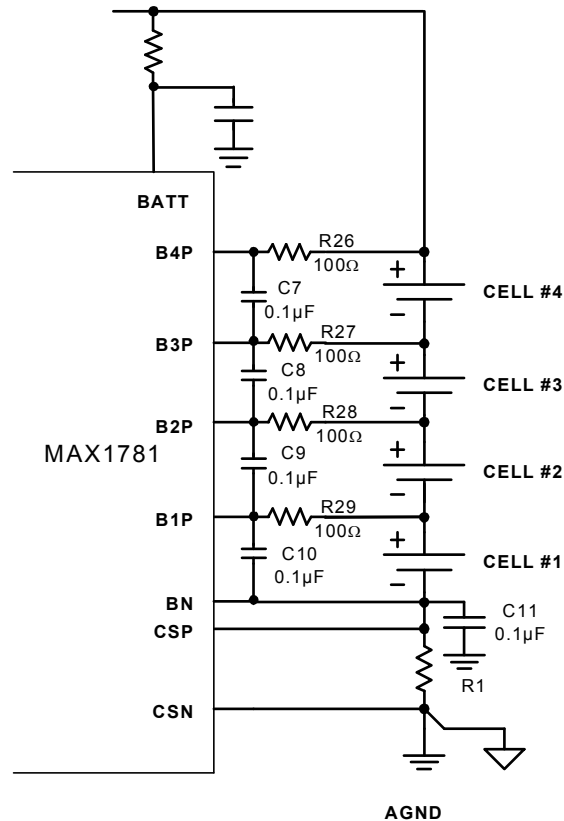 BATT
B4P
R26
100Ω
C7
0.1µF
+
−
CELL #4
B3P
R27
100Ω
C8
0.1µF
+
−
CELL #3
B2P
R28
100Ω
MAX1781
C9
0.1µF
+
−
CELL #2
B1P
R29
100Ω
C10
0.1µF
+
−
CELL #1
BN
C11
0.1µF
CSP
R1
CSN
AGND